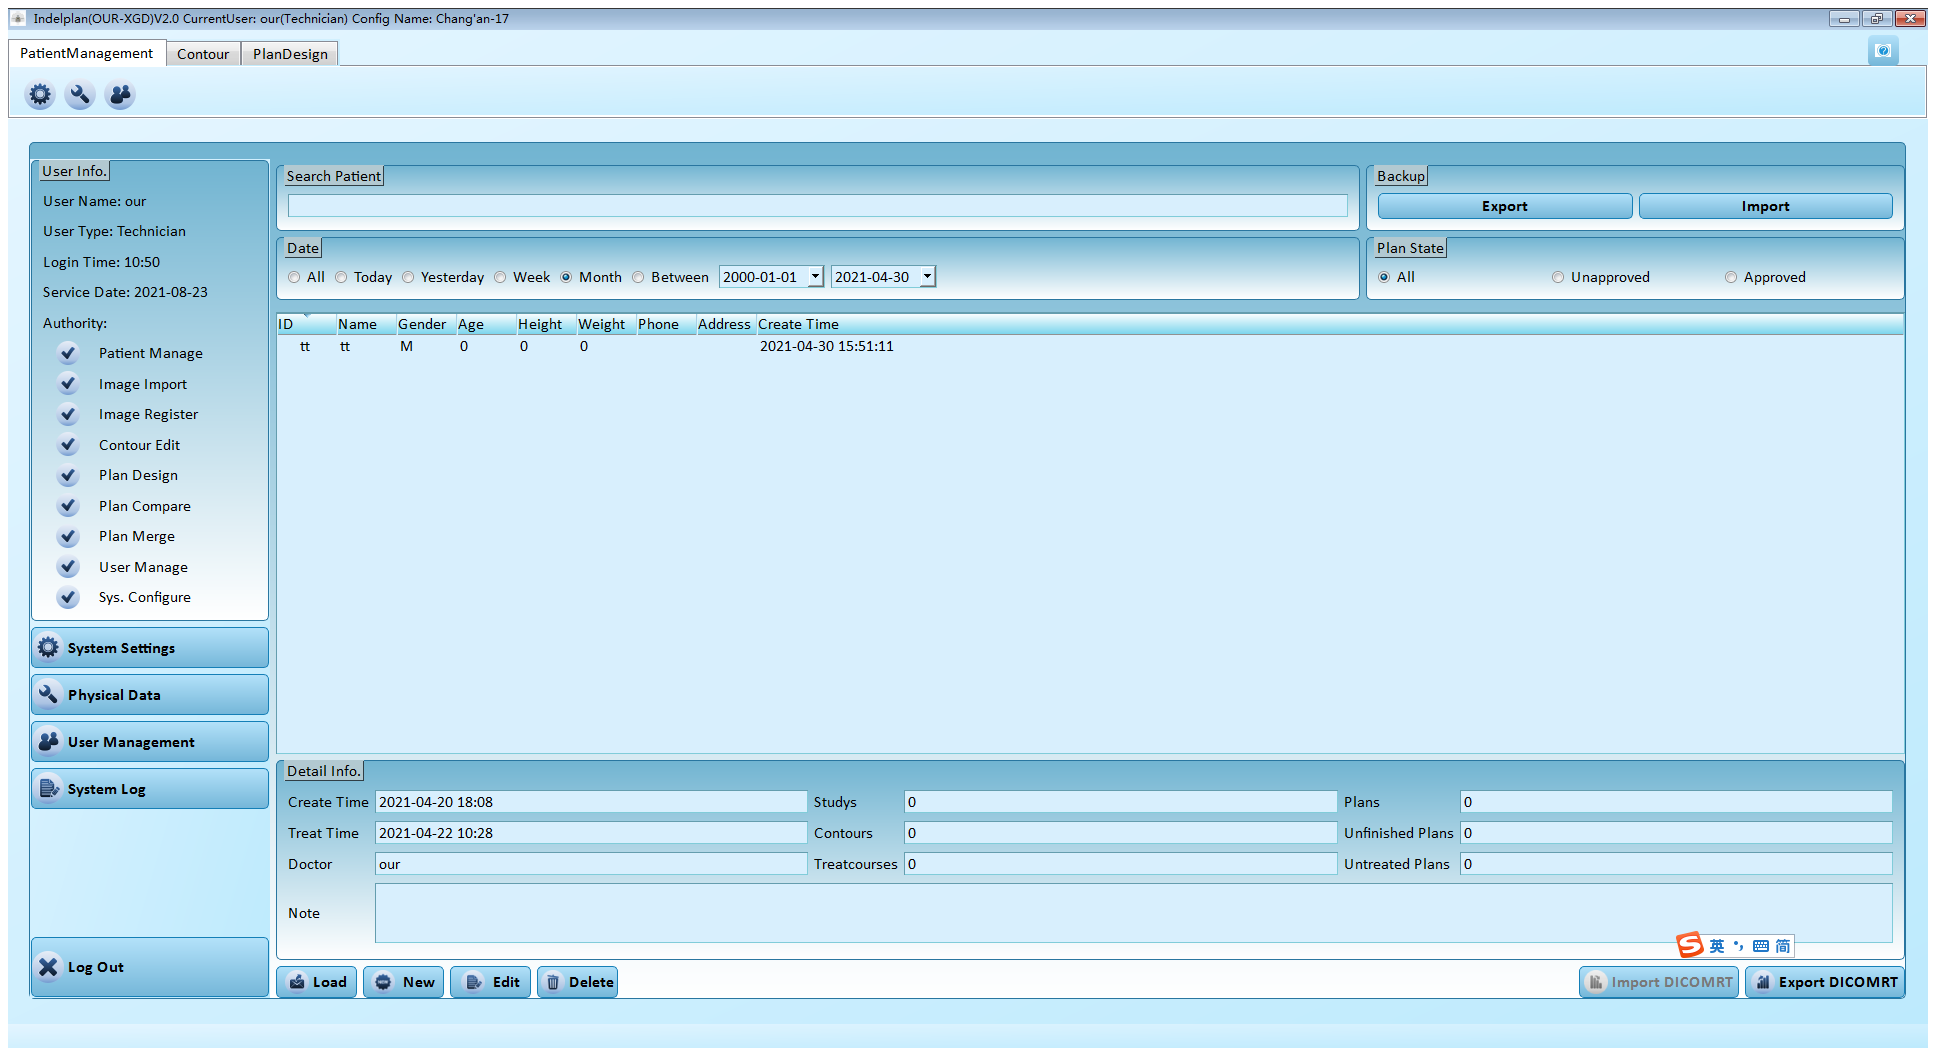 Indelplan(OUR-XGD)V2.0 CurrentUser: our(Technician) Config Name: Chang'an-17
PatientManagement Contour PlanDesign
User Info.
User Name: our
User Type: Technician
Login Time: 10:50
Service Date: 2021-08-23
Authority:
Patient Manage
Image Import
Image Register
Contour Edit
Plan Design
Plan Compare
Plan Merge
User Manage
Sys. Configure
System Settings
Physical Data
User Management
System Log
Log Out
Search Patient
Backup
Export Import
Date
All Today Yesterday Week Month Between 2000-01-01 2021-04-30
Plan State
All Unapproved Approved
ID Name Gender Age Height Weight Phone Address Create Time
tt tt M 0 0 0 2021-04-30 15:51:11
Detail Info.
Create Time 2021-04-20 18:08 Studys 0 Plans 0
Treat Time 2021-04-22 10:28 Contours 0 Unfinished Plans 0
Doctor our Treatcourses 0 Untreated Plans 0
Note
S 英 简
Load New Edit Delete Import DICOMRT Export DICOMRT